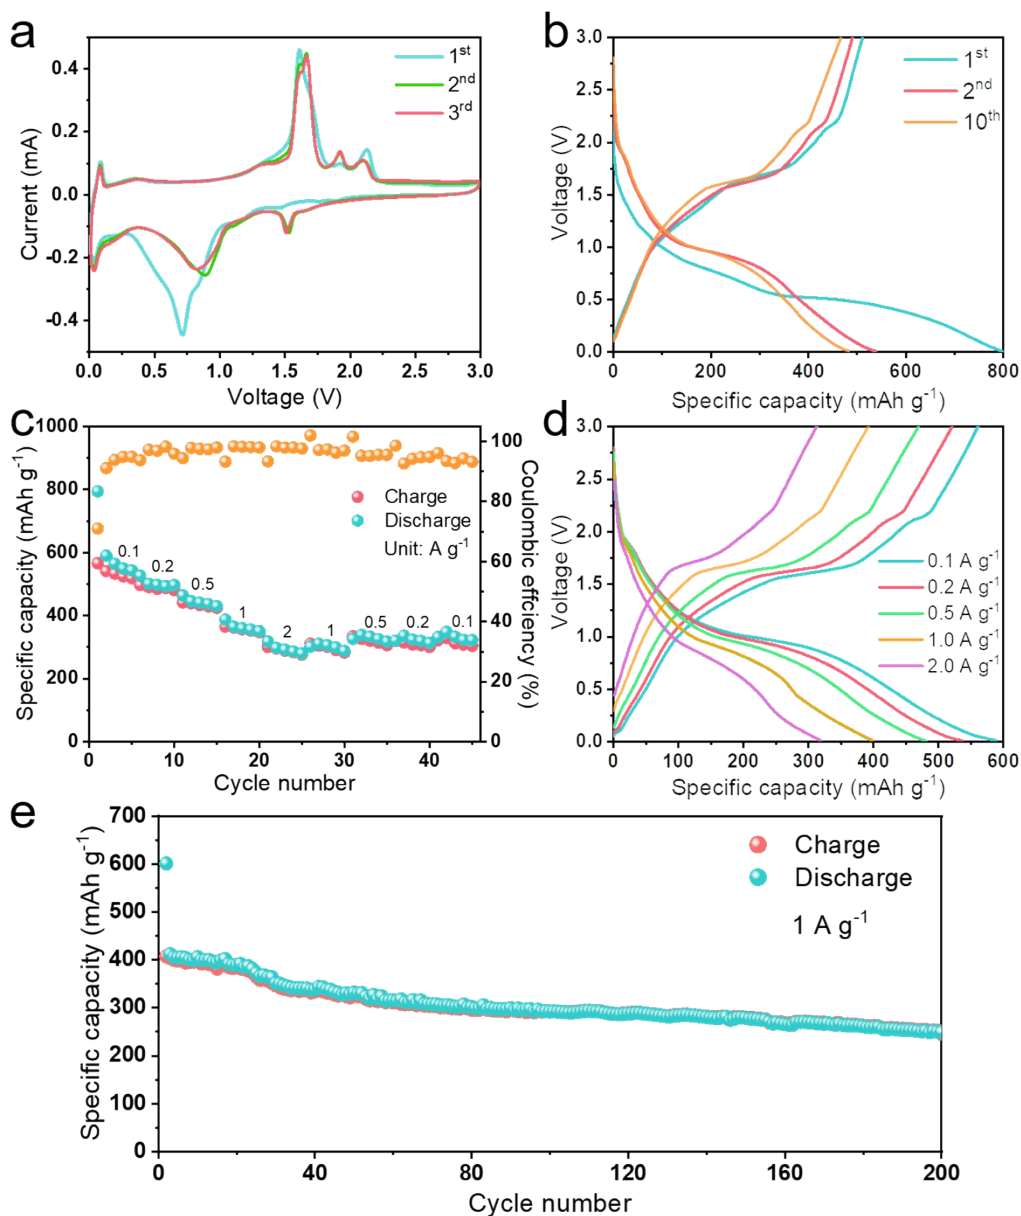 a
0.4
0.2
0.0
-0.2
-0.4
Current (mA)
1st
2nd
3rd
0.0 0.5 1.0 1.5 2.0 2.5 3.0
Voltage (V)
b
3.0
2.5
2.0
1.5
1.0
0.5
0.0
Voltage (V)
1st
2nd
10th
0 200 400 600 800
Specific capacity (mAh g-1)
c
1000
800
600
400
200
0
Specific capacity (mAh g-1)
Charge
Discharge
Unit: A g-1
0.1
0.2
0.5
1
2
1
0.5
0.2
0.1
100
80
60
40
20
0
Coulombic effciency (%)
0 10 20 30 40
Cycle number
d
3.0
2.5
2.0
1.5
1.0
0.5
0.0
Voltage (V)
0.1 A g-1
0.2 A g-1
0.5 A g-1
1.0 A g-1
2.0 A g-1
0 100 200 300 400 500 600
Specific capacity (mAh g-1)
e
700
600
500
400
300
200
100
0
Specific capacity (mAh g-1)
Charge
Discharge
1 A g-1
0 40 80 120 160 200
Cycle number